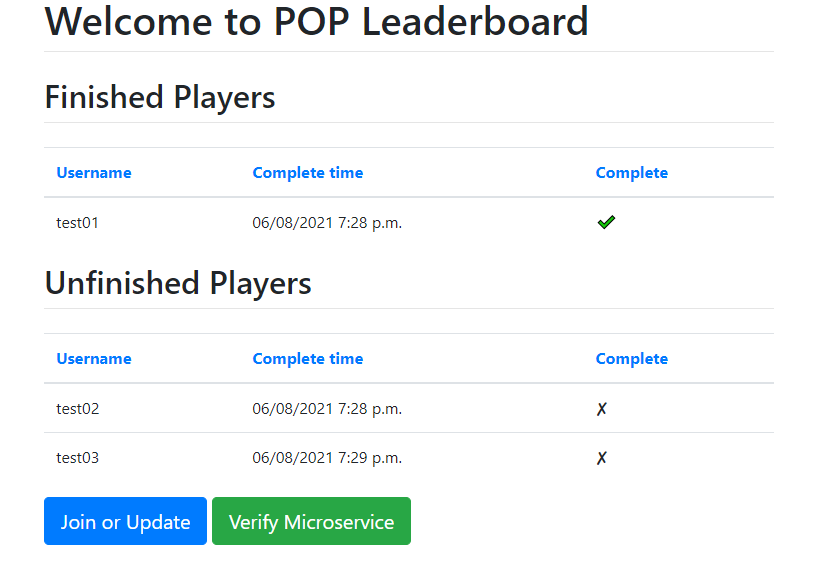 Welcome to POP Leaderboard
Finished Players
Username Complete time Complete
test01 06/08/2021 7:28 p.m. ✔
Unfinished Players
Username Complete time Complete
test02 06/08/2021 7:28 p.m. ✗
test03 06/08/2021 7:29 p.m. ✗
Join or Update Verify Microservice